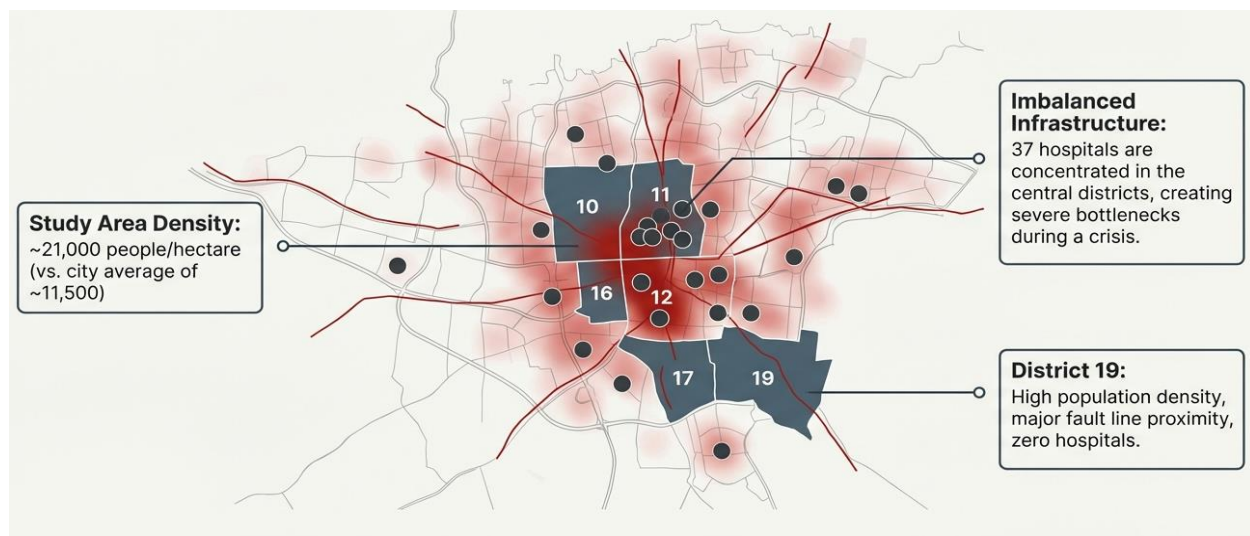 Imbalanced
Infrastructure:
37 hospitals are
concentrated in the
central districts, creating
severe bottlenecks
during a crisis.
Study Area Density:
~21,000 people/hectare
(vs. city average of
~11,500)
10
11
16
12
17
19
District 19:
High population density,
major fault line proximity,
zero hospitals.